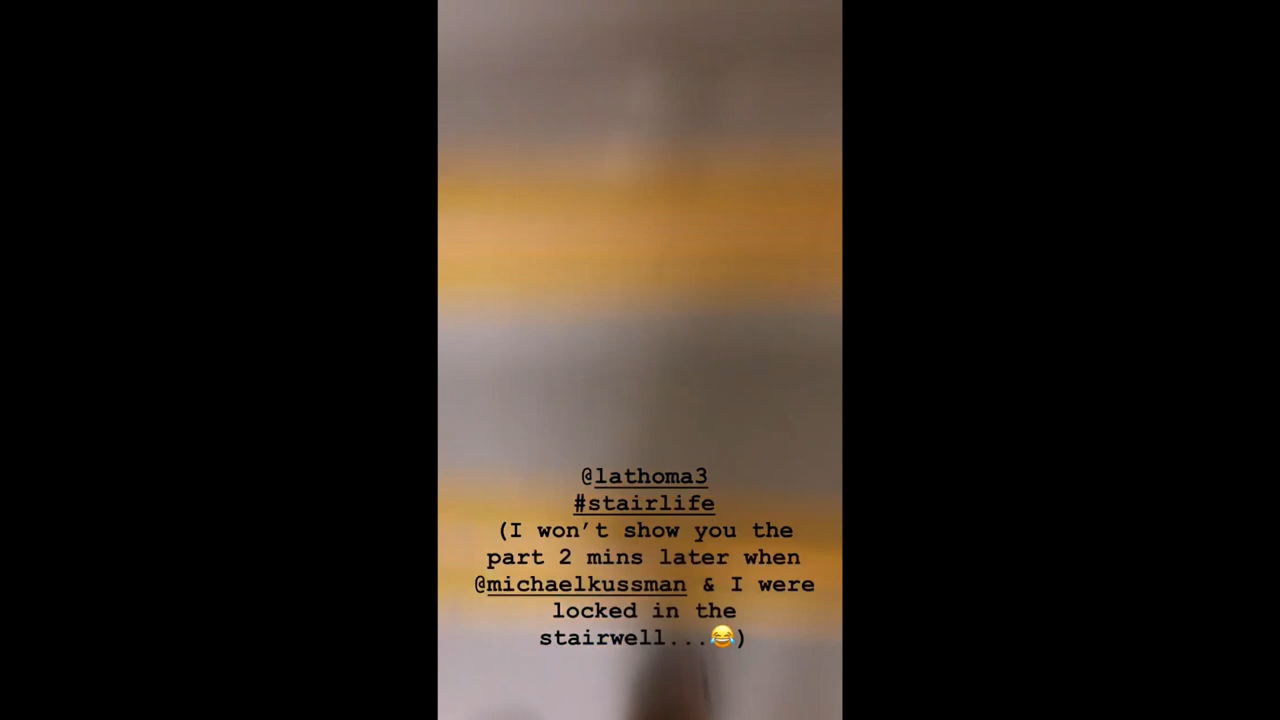 @lathoma3
#stairlife
(I won’t show you the
part 2 mins later when
@michaelkussman & I were
locked in the
stairwell...😂)